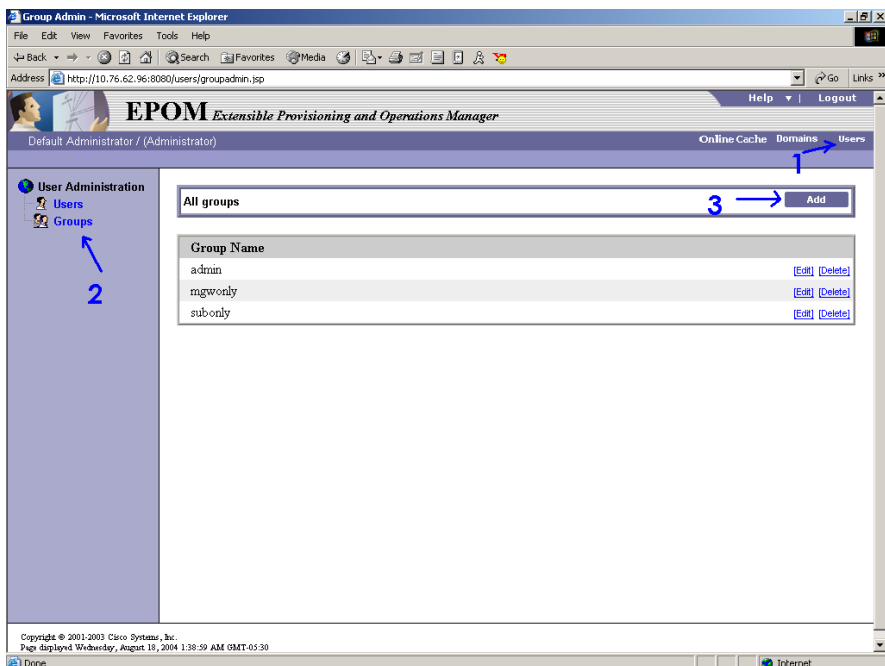 Group Admin - Microsoft Internet Explorer
File Edit View Favorites Tools Help
Back Search Favorites Media
Address http://10.76.62.96:8080/users/groupadmin.jsp Go Links »
Help ▼ | Logout
EPOM Extensible Provisioning and Operations Manager
Default Administrator / (Administrator) Online Cache Domains Users
1
User Administration
Users
Groups
2
All groups 3 Add
Group Name
admin [Edit] [Delete]
mgwonly [Edit] [Delete]
subonly [Edit] [Delete]
Copyright © 2001-2003 Cisco Systems, Inc.
Page displayed Wednesday, August 18, 2004 1:38:59 AM GMT-05:30
Done Internet